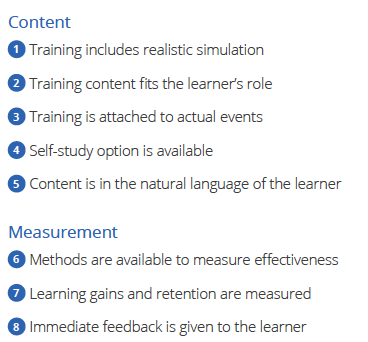 Content
1 Training includes realistic simulation
2 Training content fits the learner’s role
3 Training is attached to actual events
4 Self-study option is available
5 Content is in the natural language of the learner
Measurement
6 Methods are available to measure effectiveness
7 Learning gains and retention are measured
8 Immediate feedback is given to the learner